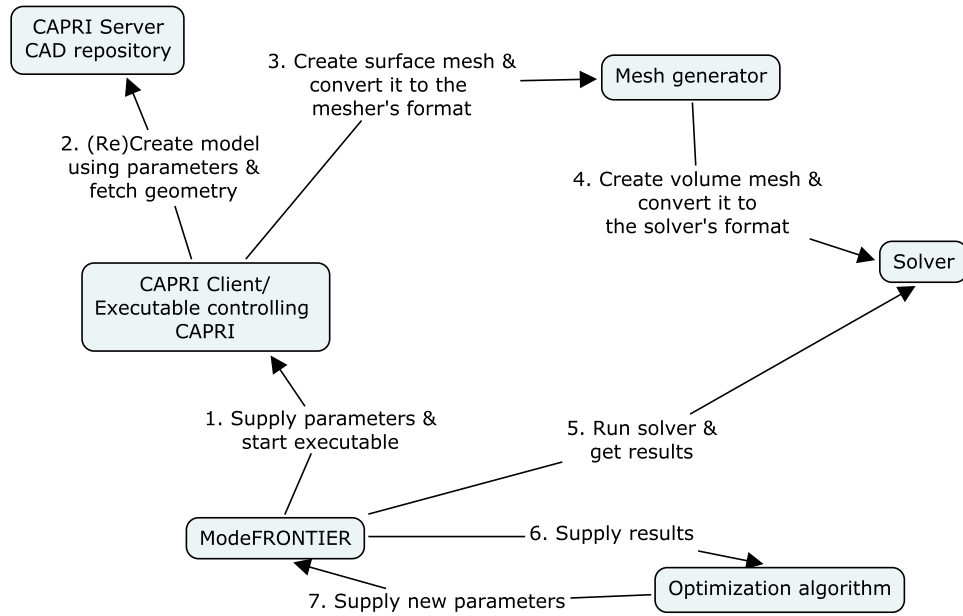 CAPRI Server
CAD repository
3. Create surface mesh &
convert it to the
mesher's format
Mesh generator
2. (Re)Create model
using parameters &
fetch geometry
4. Create volume mesh &
convert it to
the solver's format
Solver
CAPRI Client/
Executable controlling
CAPRI
1. Supply parameters &
start executable
5. Run solver &
get results
ModeFRONTIER
6. Supply results
Optimization algorithm
7. Supply new parameters